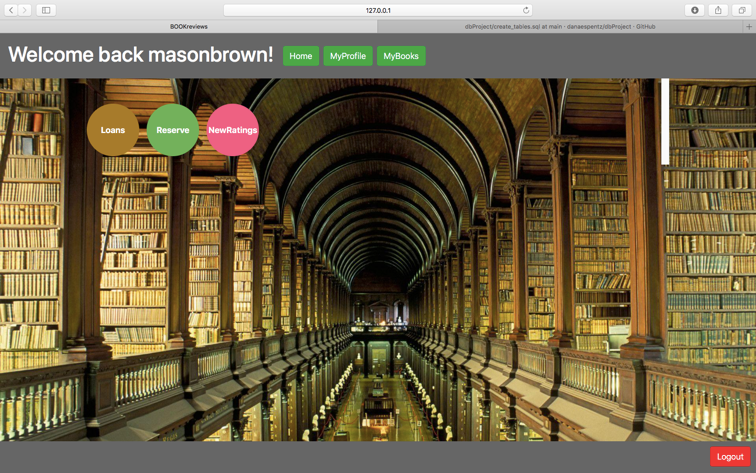 127.0.0.1
BOOKreviews
dbProject/create_tables.sql at main · danaespentz/dbProject · GitHub
Welcome back masonbrown!
Home
MyProfile
MyBooks
Loans
Reserve
NewRatings
Logout